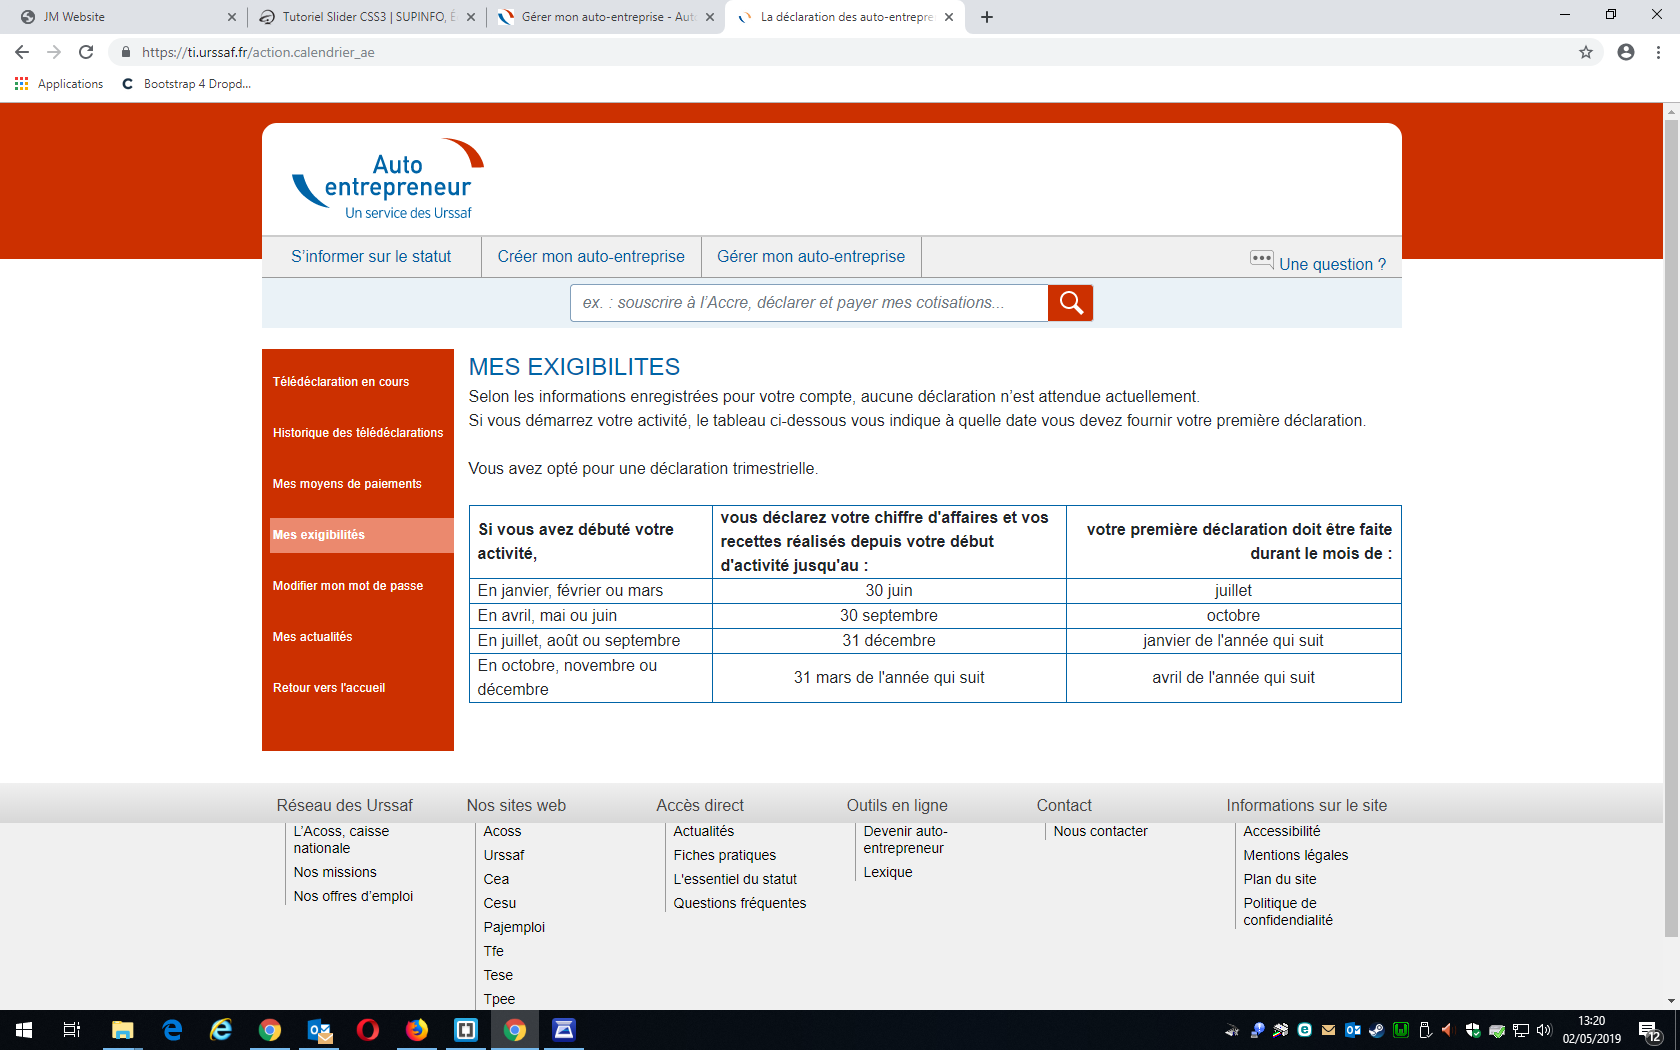 JM Website
Tutoriel Slider CSS3 | SUPINFO, É
Gérer mon auto-entreprise - Aut
La déclaration des auto-entrepre
https://ti.urssaf.fr/action.calendrier_ae
Applications
Bootstrap 4 Dropd...
Auto
entrepreneur
Un service des Urssaf
S'informer sur le statut
Créer mon auto-entreprise
Gérer mon auto-entreprise
Une question ?
ex. : souscrire à l'Accre, déclarer et payer mes cotisations...
Télédéclaration en cours
Historique des télédéclarations
Mes moyens de paiements
Mes exigibilités
Modifier mon mot de passe
Mes actualités
Retour vers l'accueil
MES EXIGIBILITES
Selon les informations enregistrées pour votre compte, aucune déclaration n'est attendue actuellement.
Si vous démarrez votre activité, le tableau ci-dessous vous indique à quelle date vous devez fournir votre première déclaration.
Vous avez opté pour une déclaration trimestrielle.
Si vous avez débuté votre
activité,
vous déclarez votre chiffre d'affaires et vos
recettes réalisés depuis votre début
d'activité jusqu'au :
votre première déclaration doit être faite
durant le mois de :
En janvier, février ou mars
30 juin
juillet
En avril, mai ou juin
30 septembre
octobre
En juillet, août ou septembre
31 décembre
janvier de l'année qui suit
En octobre, novembre ou
décembre
31 mars de l'année qui suit
avril de l'année qui suit
Réseau des Urssaf
L'Acoss, caisse
nationale
Nos missions
Nos offres d'emploi
Nos sites web
Acoss
Urssaf
Cea
Cesu
Pajemploi
Tfe
Tese
Tpee
Accès direct
Actualités
Fiches pratiques
L'essentiel du statut
Questions fréquentes
Outils en ligne
Devenir auto-
entrepreneur
Lexique
Contact
Nous contacter
Informations sur le site
Accessibilité
Mentions légales
Plan du site
Politique de
confidendialité
13:20
02/05/2019
12